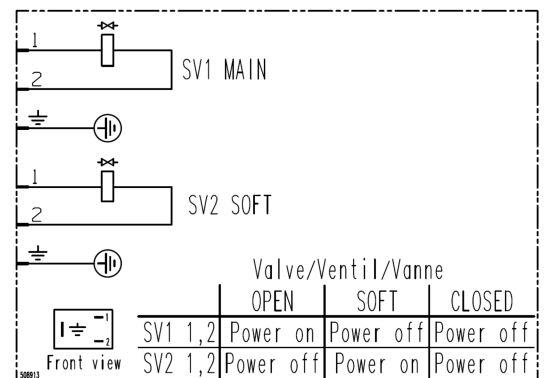 1
2
SV1 MAIN
1
2
SV2 SOFT
Valve/Ventil/Vanne
OPEN SOFT CLOSED
SV1 1,2 Power on Power off Power off
SV2 1,2 Power off Power on Power off
1
2
Front view
508913